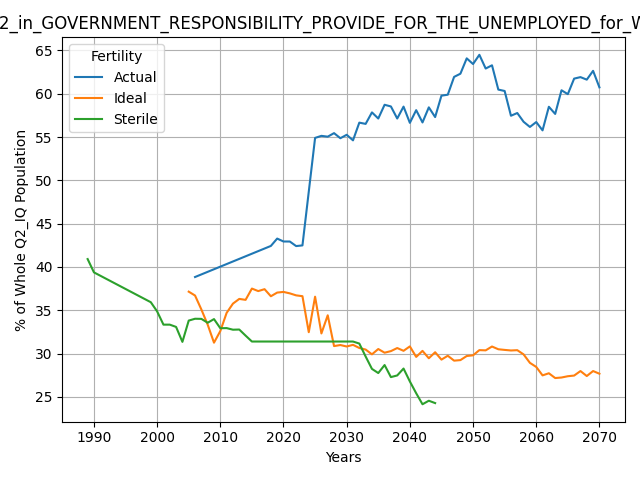 2_in_GOVERNMENT_RESPONSIBILITY_PROVIDE_FOR_THE_UNEMPLOYED_for_W
Fertility
Actual
Ideal
Sterile
% of Whole Q2_IQ Population
65
60
55
50
45
40
35
30
25
1990 2000 2010 2020 2030 2040 2050 2060 2070
Years